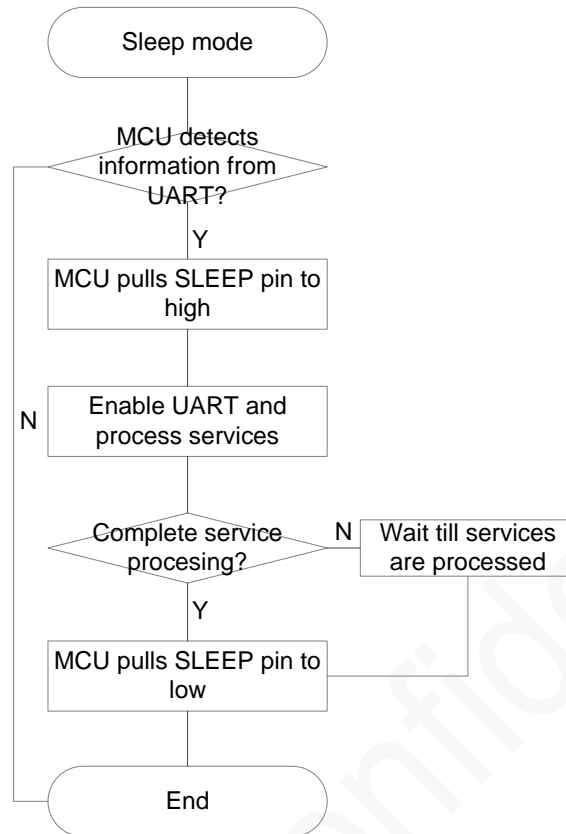 Sleep mode
MCU detects
information from
UART?
Y
MCU pulls SLEEP pin to
high
N
Enable UART and
process services
Complete service
procesing?
N
Wait till services
are processed
Y
MCU pulls SLEEP pin to
low
End
confide